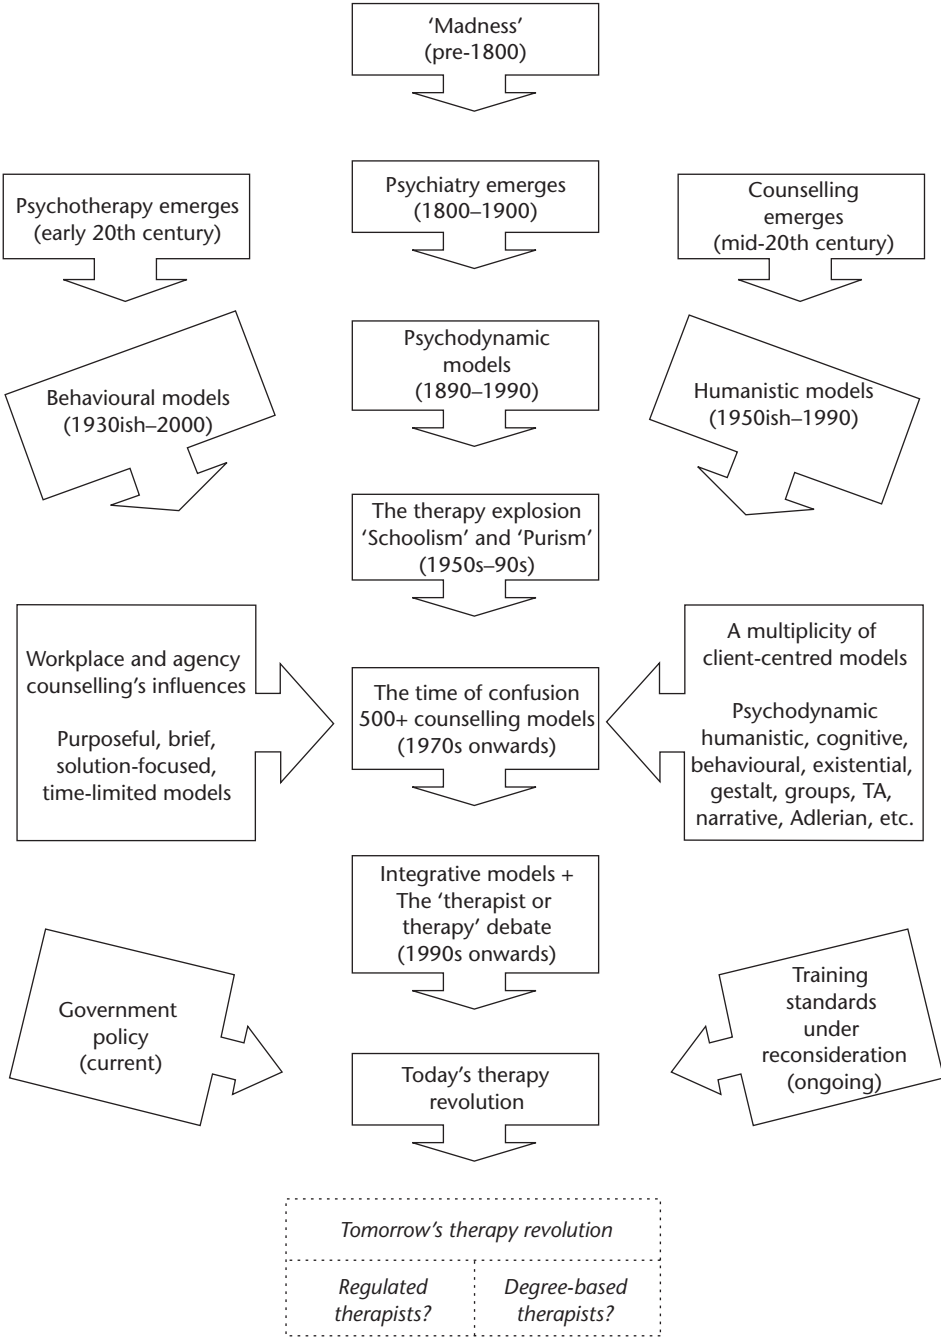 ‘Madness’
(pre-1800)
Psychiatry emerges
(1800–1900)
Psychotherapy emerges
(early 20th century)
Counselling
emerges
(mid-20th century)
Psychodynamic
models
(1890–1990)
Behavioural models
(1930ish–2000)
Humanistic models
(1950ish–1990)
The therapy explosion
‘Schoolism’ and ‘Purism’
(1950s–90s)
Workplace and agency
counselling’s influences
Purposeful, brief,
solution-focused,
time-limited models
The time of confusion
500+ counselling models
(1970s onwards)
A multiplicity of
client-centred models
Psychodynamic
humanistic, cognitive,
behavioural, existential,
gestalt, groups, TA,
narrative, Adlerian, etc.
Integrative models +
The ‘therapist or
therapy’ debate
(1990s onwards)
Government
policy
(current)
Training
standards
under
reconsideration
(ongoing)
Today’s therapy
revolution
Tomorrow’s therapy revolution
Regulated
therapists?
Degree-based
therapists?